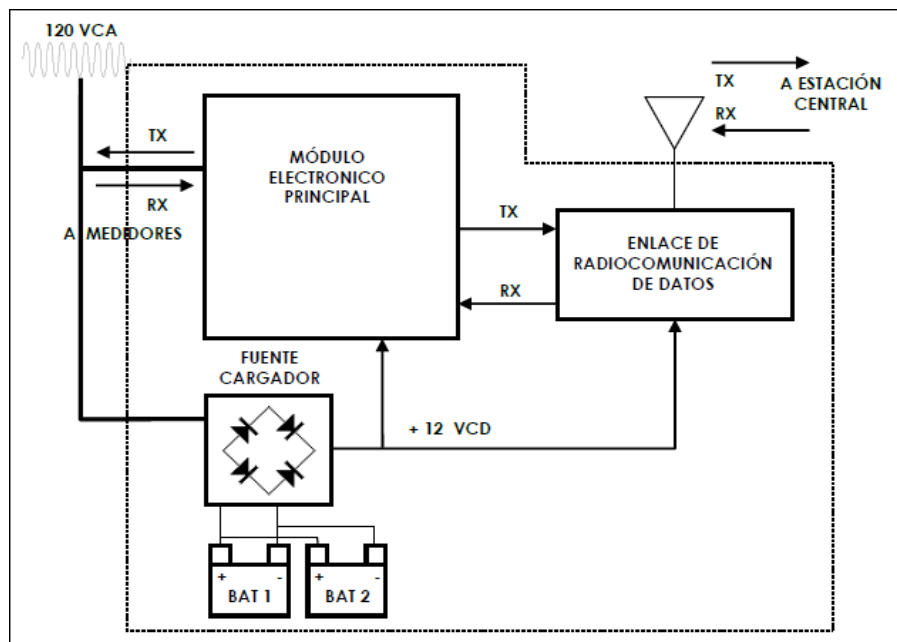 120 VCA
TX
A ESTACIÓN
CENTRAL
RX
TX
RX
A MEDIDORES
MÓDULO
ELECTRONICO
PRINCIPAL
TX
RX
ENLACE DE
RADIOCOMUNICACIÓN
DE DATOS
FUENTE
CARGADOR
+ 12 VCD
+ -
BAT 1
+ -
BAT 2